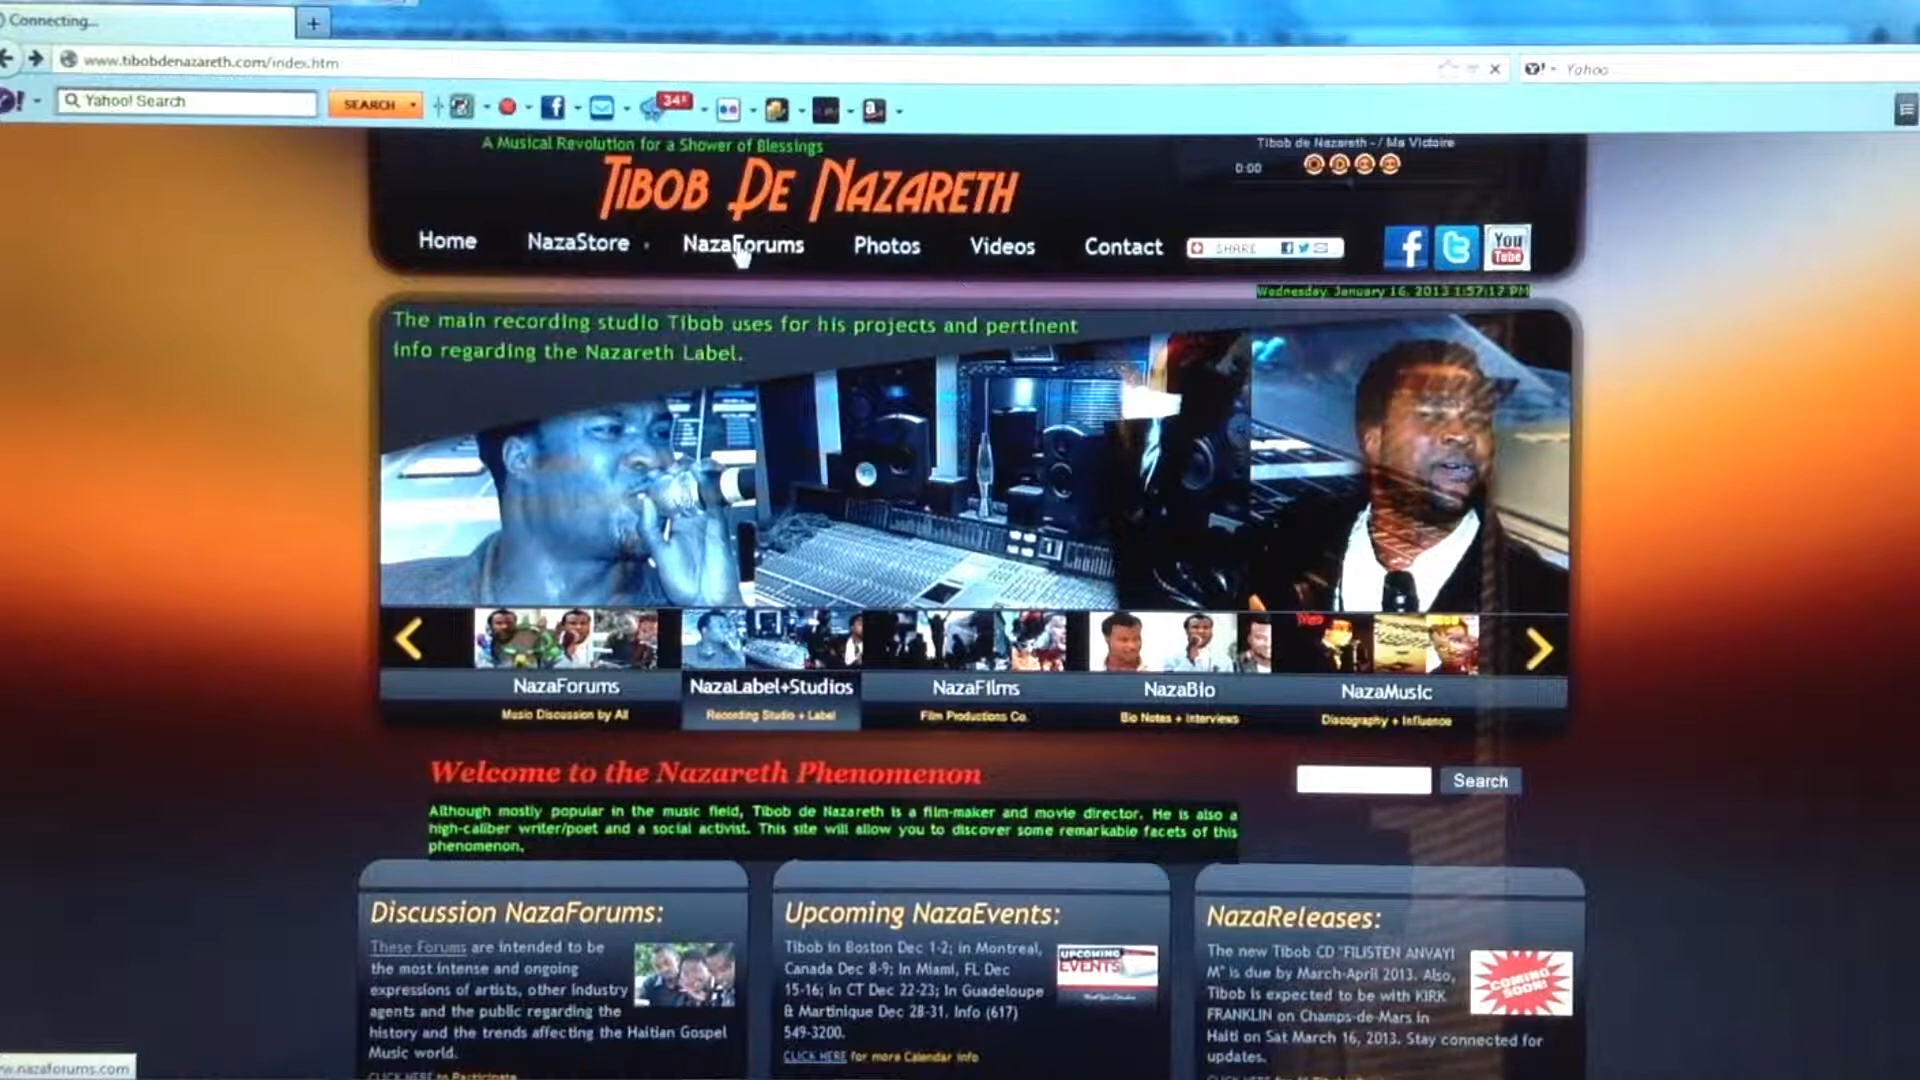 Connecting...
+
www.tibobdenazareth.com/index.htm
Y! Yahoo
Yahoo! Search
SEARCH
A Musical Revolution for a Shower of Blessings
Tibob de Nazareth - / Ma Victoire
TIBOB DE NAZARETH
0:00
Home NazaStore NazaForums Photos Videos Contact SHARE
You Tube
Wednesday, January 16, 2013 1:57:17 PM
The main recording studio Tibob uses for his projects and pertinent
info regarding the Nazareth Label.
NazaForums NazaLabel+Studios NazaFilms NazaBio NazaMusic
Music Discussion by All Recording Studio + Label Film Productions Co. Bio Notes + Interviews Discography + Influence
Welcome to the Nazareth Phenomenon
Search
Although mostly popular in the music field, Tibob de Nazareth is a film-maker and movie director. He is also a
high-caliber writer/poet and a social activist. This site will allow you to discover some remarkable facets of this
phenomenon.
Discussion NazaForums:
These Forums are intended to be
the most intense and ongoing
expressions of artists, other industry
agents and the public regarding the
history and the trends affecting the Haitian Gospel
Music world.
CLICK HERE to Participate
Upcoming NazaEvents:
Tibob in Boston Dec 1-2; in Montreal,
Canada Dec 8-9; In Miami, FL Dec
15-16; In CT Dec 22-23; In Guadeloupe
& Martinique Dec 28-31. Info (617)
549-3200.
UPCOMING
EVENTS
CLICK HERE for more Calendar info
NazaReleases:
The new Tibob CD "FILISTEN ANVAYI
M" is due by March-April 2013. Also,
Tibob is expected to be with KIRK
FRANKLIN on Champs-de-Mars in
Haiti on Sat March 16, 2013. Stay connected for
updates.
COMING
SOON!
w.nazaforums.com